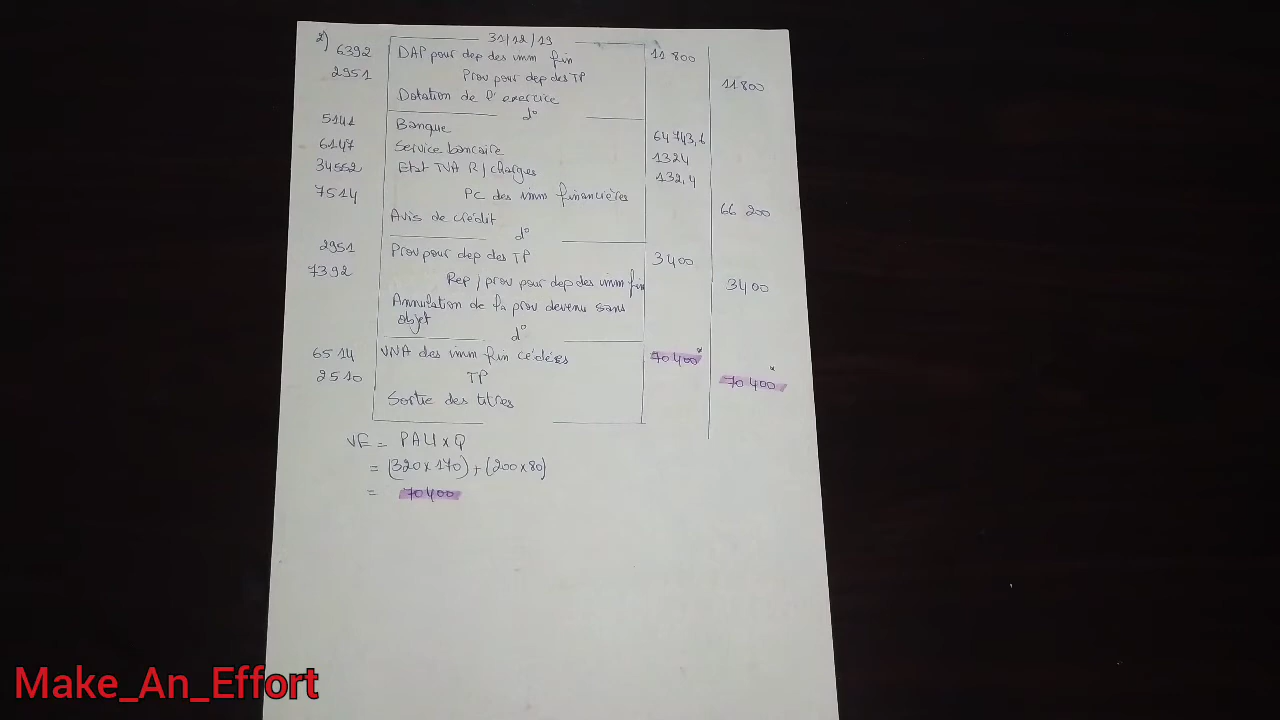 2) 31/12/19
6392 DAP pour dep des imm fin 11 800
2951 Prov pour dep des TP 11 800
Dotation de l'exercice
d°
5141 Banque 64 743,6
6147 Service bancaire 1324
34552 Etat TVA R/charges 132,4
7514 PC des imm financières 66 200
Avis de crédit
d°
2951 Prov pour dep des TP 3400
7392 Rep/prov pour dep des imm fin 3400
Annulation de la prov devenu sans
objet
d°
6514 VNA des imm fin cédées 70 400*
2510 TP 70 400*
Sortie des titres
VE = PAU x Q
= (320 x 170) + (200 x 80)
= 70400
Make_An_Effort